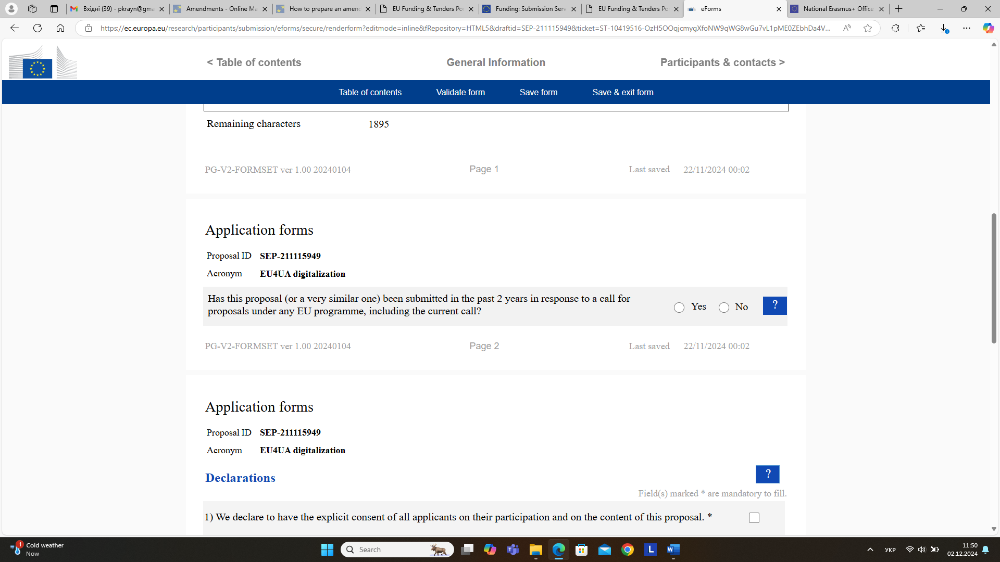 Вхідні (39) - pkrayn@gma
Amendments - Online Ma
How to prepare an amend
EU Funding & Tenders Po
Funding: Submission Serv
EU Funding & Tenders Po
eForms
National Erasmus+ Office
https://ec.europa.eu/research/participants/submission/eforms/secure/renderform?editmode=inline&fRepository=HTML5&draftid=SEP-211115949&ticket=ST-10419516-OzH5OOqjcmygXfoNW9qWG8wGu7vL1pME0ZEbhDa4V...
< Table of contents General Information Participants & contacts >
Table of contents Validate form Save form Save & exit form
Remaining characters 1895
PG-V2-FORMSET ver 1.00 20240104 Page 1 Last saved 22/11/2024 00:02
Application forms
Proposal ID SEP-211115949
Acronym EU4UA digitalization
Has this proposal (or a very similar one) been submitted in the past 2 years in response to a call for
proposals under any EU programme, including the current call?
Yes No ?
PG-V2-FORMSET ver 1.00 20240104 Page 2 Last saved 22/11/2024 00:02
Application forms
Proposal ID SEP-211115949
Acronym EU4UA digitalization
Declarations ?
Field(s) marked * are mandatory to fill.
1) We declare to have the explicit consent of all applicants on their participation and on the content of this proposal. *
1
Cold weather
Now
Search
УКР
11:50
02.12.2024